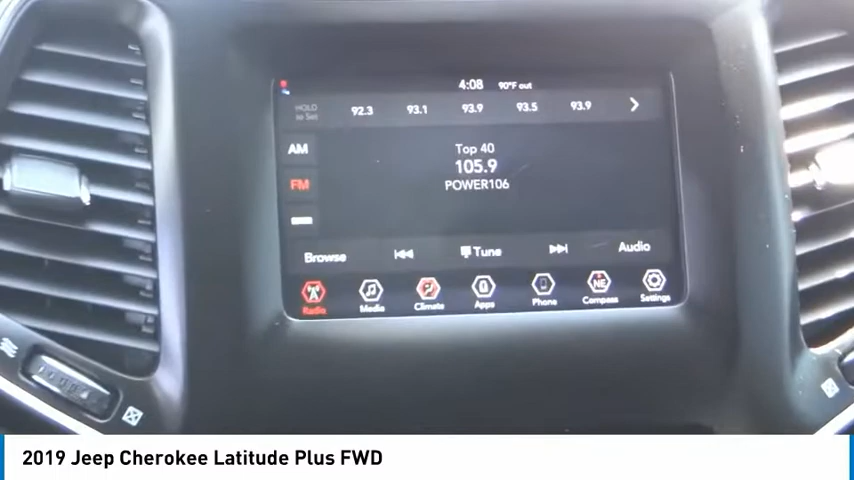 4:08 90°F out
HOLD to Set 92.3 93.1 93.9 93.5 93.9
AM
Top 40
105.9
FM
POWER106
Browse Tune Audio
Radio Media Climate Apps Phone NE Compass Settings
2019 Jeep Cherokee Latitude Plus FWD